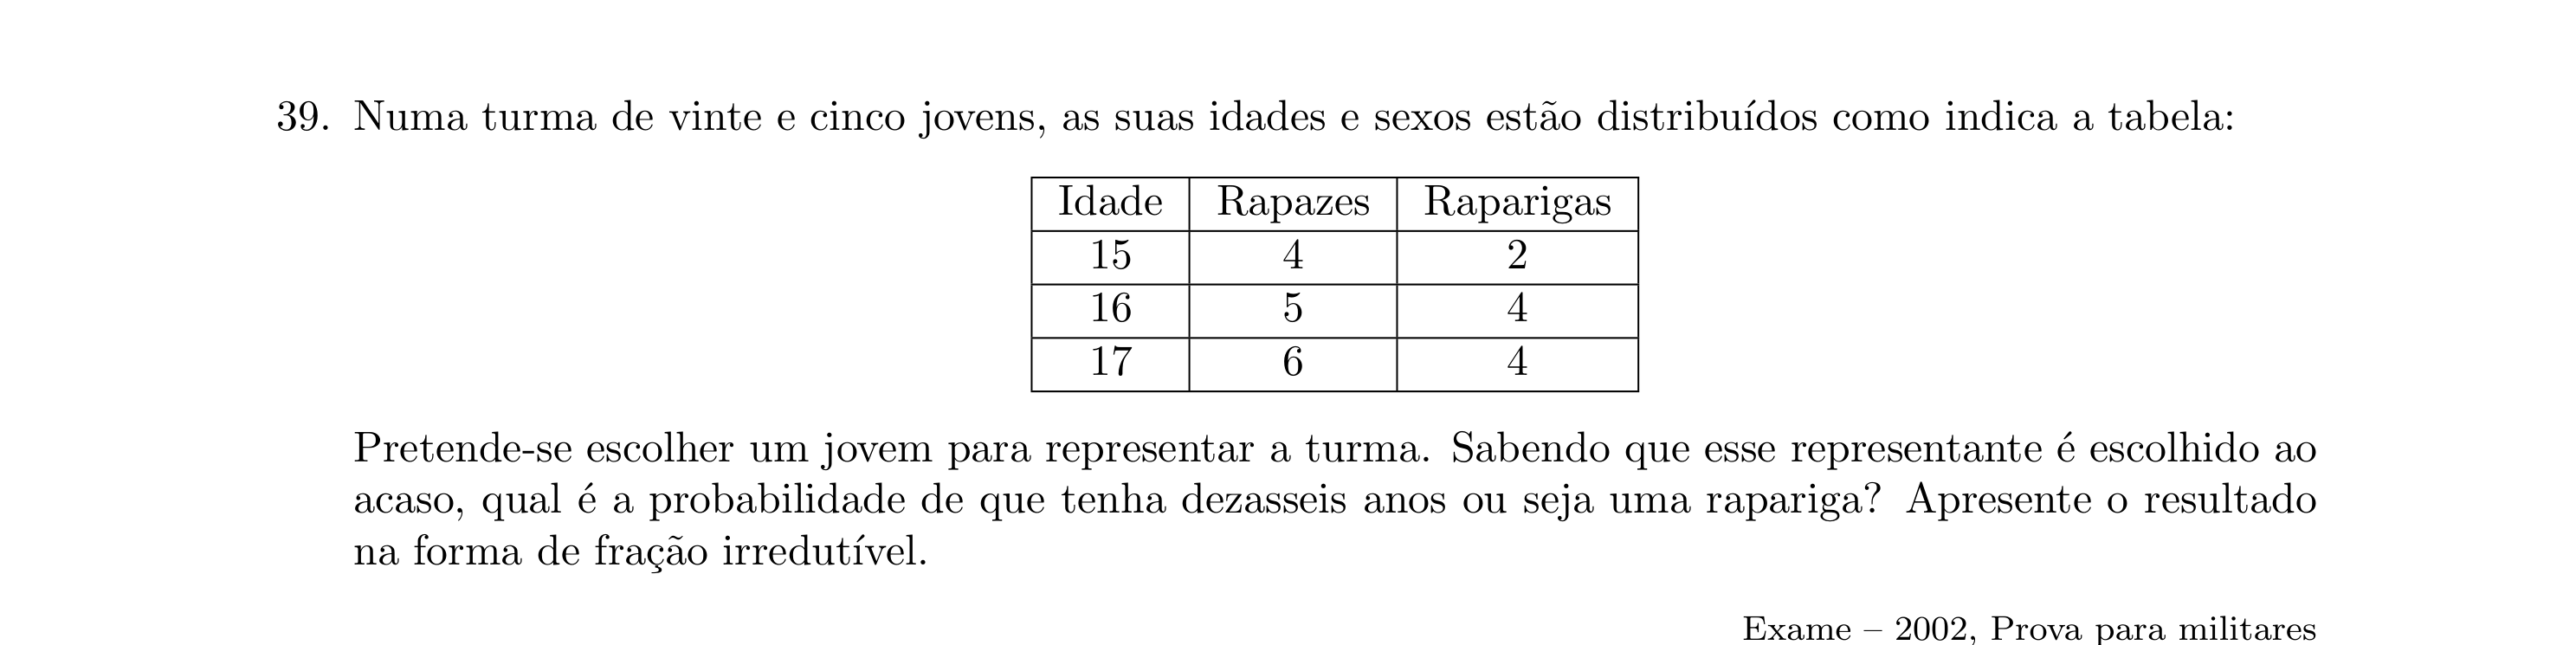 39. Numa turma de vinte e cinco jovens, as suas idades e sexos estão distribuídos como indica a tabela:
Idade Rapazes Raparigas
15 4 2
16 5 4
17 6 4
Pretende-se escolher um jovem para representar a turma. Sabendo que esse representante é escolhido ao
acaso, qual é a probabilidade de que tenha dezasseis anos ou seja uma rapariga? Apresente o resultado
na forma de fração irredutível.
Exame – 2002, Prova para militares